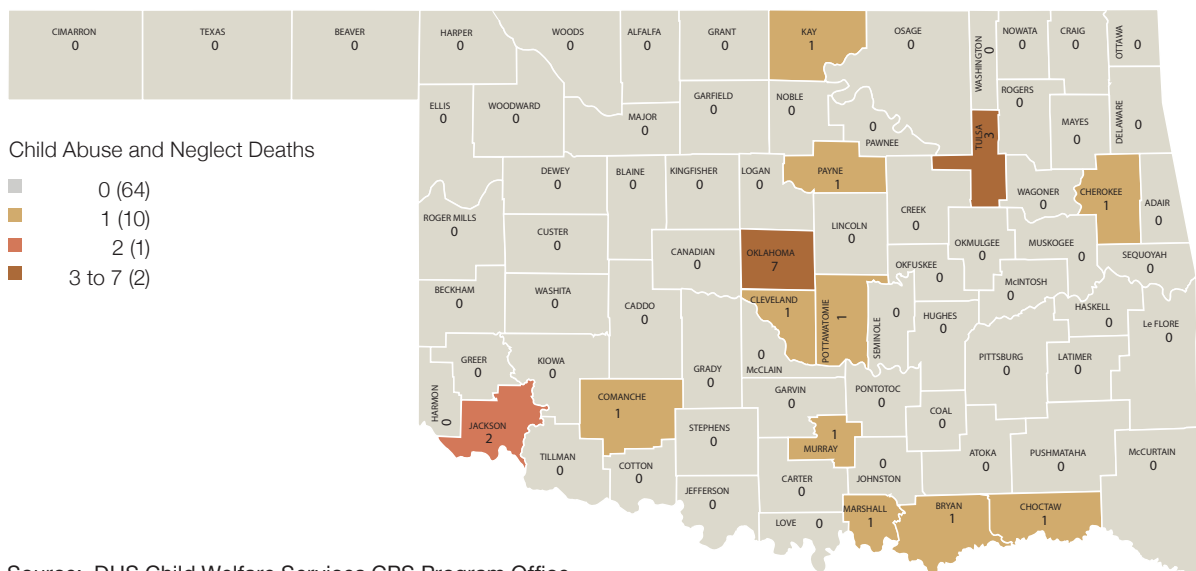 CIMARRON
0
TEXAS
0
BEAVER
0
HARPER
0
WOODS
0
ALFALFA
0
GRANT
0
KAY
1
OSAGE
0
WASHINGTON
0
NOWATA
0
CRAIG
0
OTTAWA
0
ELLIS
0
WOODWARD
0
MAJOR
0
GARFIELD
0
NOBLE
0
0
PAWNEE
TULSA
3
ROGERS
0
MAYES
0
DELAWARE
0
Child Abuse and Neglect Deaths
0 (64)
1 (10)
2 (1)
3 to 7 (2)
DEWEY
0
BLAINE
0
KINGFISHER
0
LOGAN
0
PAYNE
1
CREEK
0
WAGONER
0
CHEROKEE
1
ADAIR
0
ROGER MILLS
0
CUSTER
0
CANADIAN
0
OKLAHOMA
7
LINCOLN
0
OKMULGEE
0
MUSKOGEE
0
SEQUOYAH
0
OKFUSKEE
0
McINTOSH
0
BECKHAM
0
WASHITA
0
CADDO
0
CLEVELAND
1
POTTAWATOMIE
1
SEMINOLE
0
HUGHES
0
HASKELL
0
Le FLORE
0
GREER
0
KIOWA
0
GRADY
0
0
McCLAIN
PITTSBURG
0
LATIMER
0
HARMON
0
JACKSON
2
COMANCHE
1
STEPHENS
0
GARVIN
0
PONTOTOC
0
COAL
0
1
MURRAY
TILLMAN
0
COTTON
0
JEFFERSON
0
CARTER
0
0
JOHNSTON
ATOKA
0
PUSHMATAHA
0
McCURTAIN
0
LOVE 0
MARSHALL
1
BRYAN
1
CHOCTAW
1
Source: DHS Child Welfare Services CPS Program Office